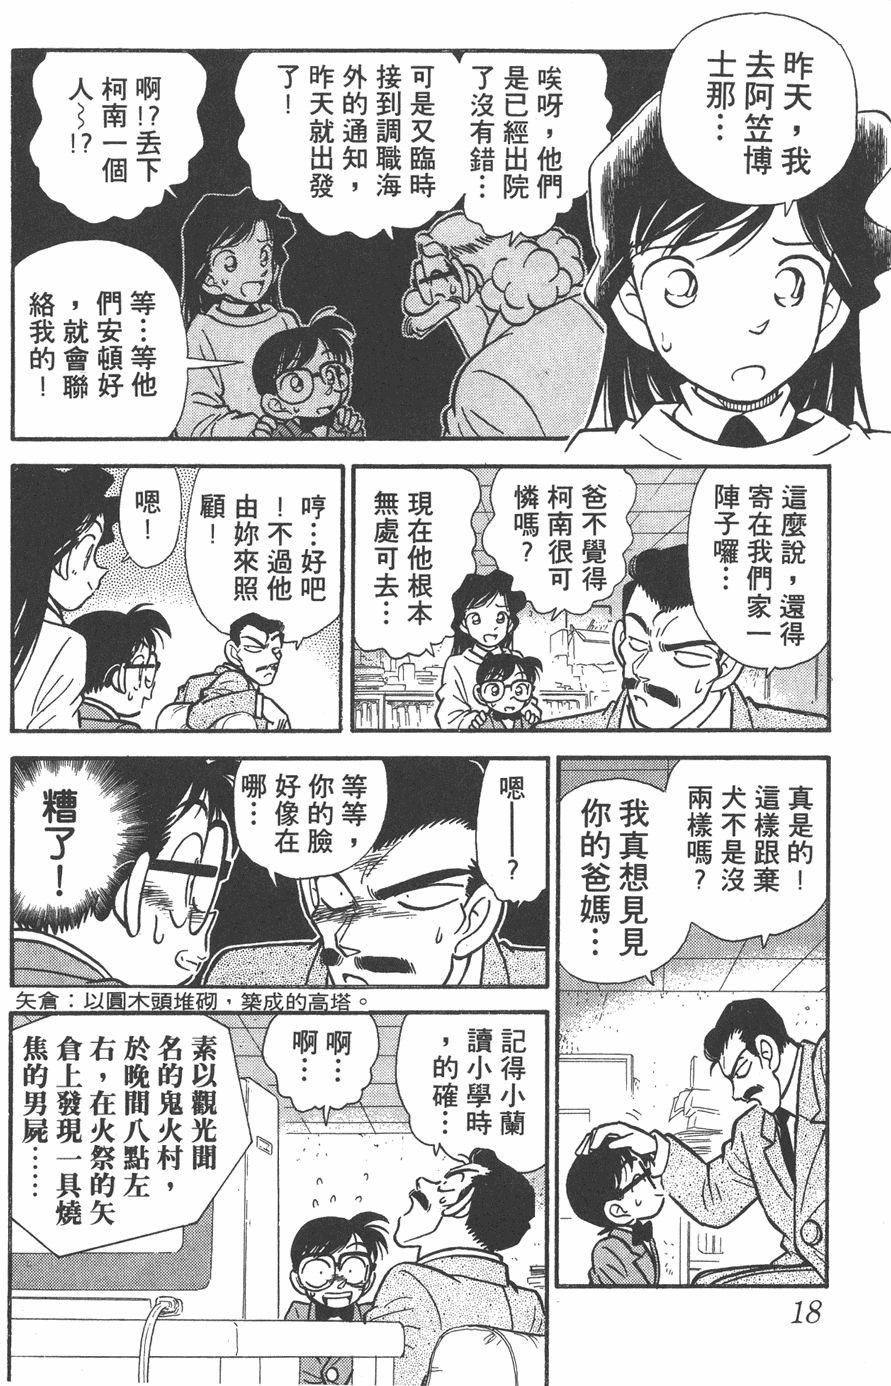 昨天，我
去阿笠博
士那…
唉呀，他們
是已經出院
了沒有錯…
可是又臨時
接到調職海
外的通知，
昨天就出發
了！
啊!?丟下
柯南一個
人～!?
等…等他
們安頓好
，就會聯
絡我的！
這麼說，還得
寄在我們家一
陣子囉…
爸不覺得
柯南很可
憐嗎？
現在他根本
無處可去…
哼…好吧
！不過他
由妳來照
顧！
嗯！
真是的！
這樣跟棄
犬不是沒
兩樣嗎？
我真想見見
你的爸媽…
嗯——？
等等，
你的臉
好像在
哪…
糟了！
矢倉：以圓木頭堆砌，築成的高塔。
記得小蘭
讀小學時
，的確…
啊…
啊…
素以觀光聞
名的鬼火村，
於晚間八點左
右，在火祭的矢
倉上發現一具燒
焦的男屍……
18